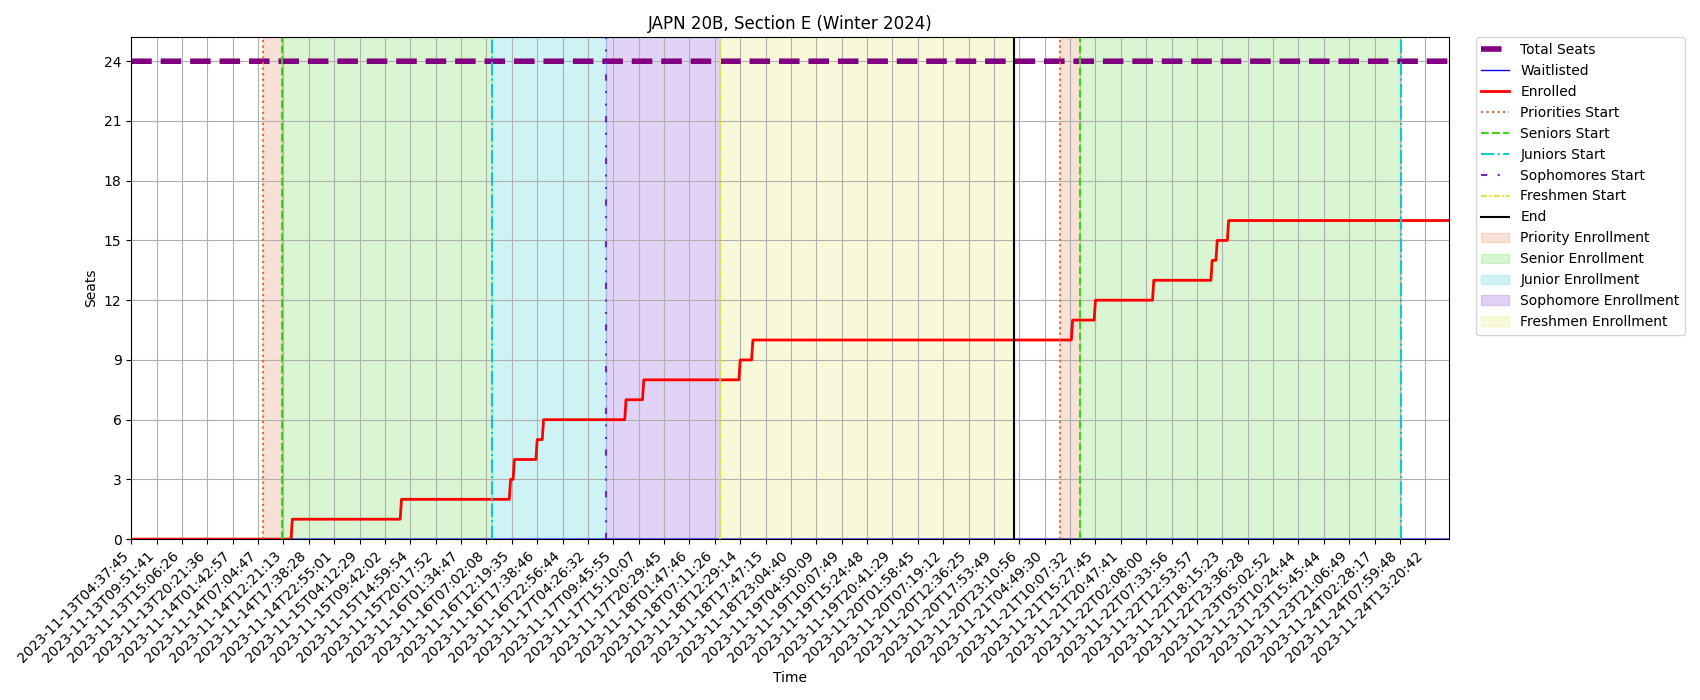 JAPN 20B, Section E (Winter 2024)
Seats
24
21
18
15
12
9
6
3
0
2023-11-13T04:37:45
2023-11-13T09:51:41
2023-11-13T15:06:26
2023-11-13T20:21:36
2023-11-14T01:42:57
2023-11-14T07:04:47
2023-11-14T12:21:13
2023-11-14T17:38:28
2023-11-14T22:55:01
2023-11-15T04:12:29
2023-11-15T09:42:02
2023-11-15T14:59:54
2023-11-15T20:17:52
2023-11-16T01:34:47
2023-11-16T07:02:08
2023-11-16T12:19:35
2023-11-16T17:38:46
2023-11-16T22:56:44
2023-11-17T04:26:32
2023-11-17T09:45:55
2023-11-17T15:10:07
2023-11-17T20:29:45
2023-11-18T01:47:46
2023-11-18T07:11:26
2023-11-18T12:29:14
2023-11-18T17:47:15
2023-11-18T23:04:40
2023-11-19T04:50:09
2023-11-19T10:07:49
2023-11-19T15:24:48
2023-11-19T20:41:29
2023-11-20T01:58:45
2023-11-20T07:19:12
2023-11-20T12:36:25
2023-11-20T17:53:49
2023-11-20T23:10:56
2023-11-21T04:49:30
2023-11-21T10:07:32
2023-11-21T15:27:45
2023-11-21T20:47:41
2023-11-22T02:08:00
2023-11-22T07:33:56
2023-11-22T12:53:57
2023-11-22T18:15:23
2023-11-22T23:36:28
2023-11-23T05:02:52
2023-11-23T10:24:44
2023-11-23T15:45:44
2023-11-23T21:06:49
2023-11-24T02:28:17
2023-11-24T07:59:48
2023-11-24T13:20:42
Time
Total Seats
Waitlisted
Enrolled
Priorities Start
Seniors Start
Juniors Start
Sophomores Start
Freshmen Start
End
Priority Enrollment
Senior Enrollment
Junior Enrollment
Sophomore Enrollment
Freshmen Enrollment